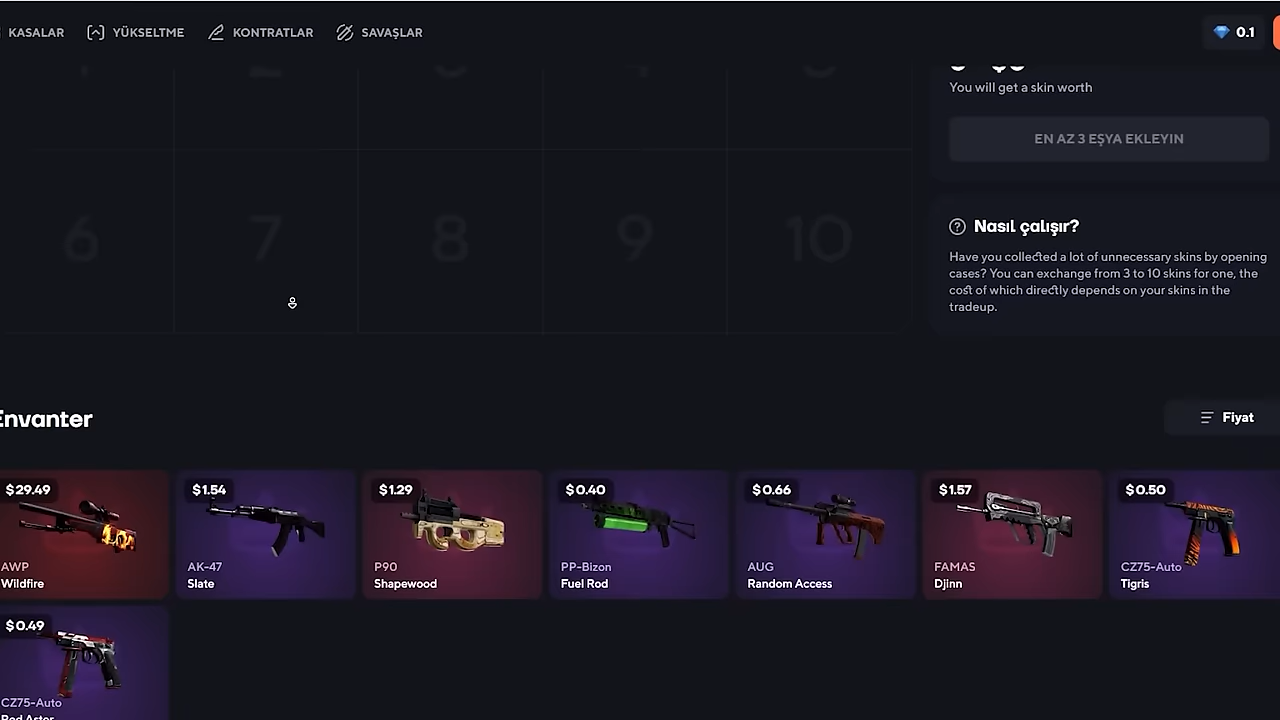 KASALAR YÜKSELTME KONTRATLAR SAVAŞLAR 0.1
You will get a skin worth
EN AZ 3 EŞYA EKLEYIN
6 7 8 9 10
Nasıl çalışır?
Have you collected a lot of unnecessary skins by opening
cases? You can exchange from 3 to 10 skins for one, the
cost of which directly depends on your skins in the
tradeup.
Envanter
Fiyat
$29.49 $1.54 $1.29 $0.40 $0.66 $1.57 $0.50
AWP AK-47 P90 PP-Bizon AUG FAMAS CZ75-Auto
Wildfire Slate Shapewood Fuel Rod Random Access Djinn Tigris
$0.49
CZ75-Auto
Red Aster